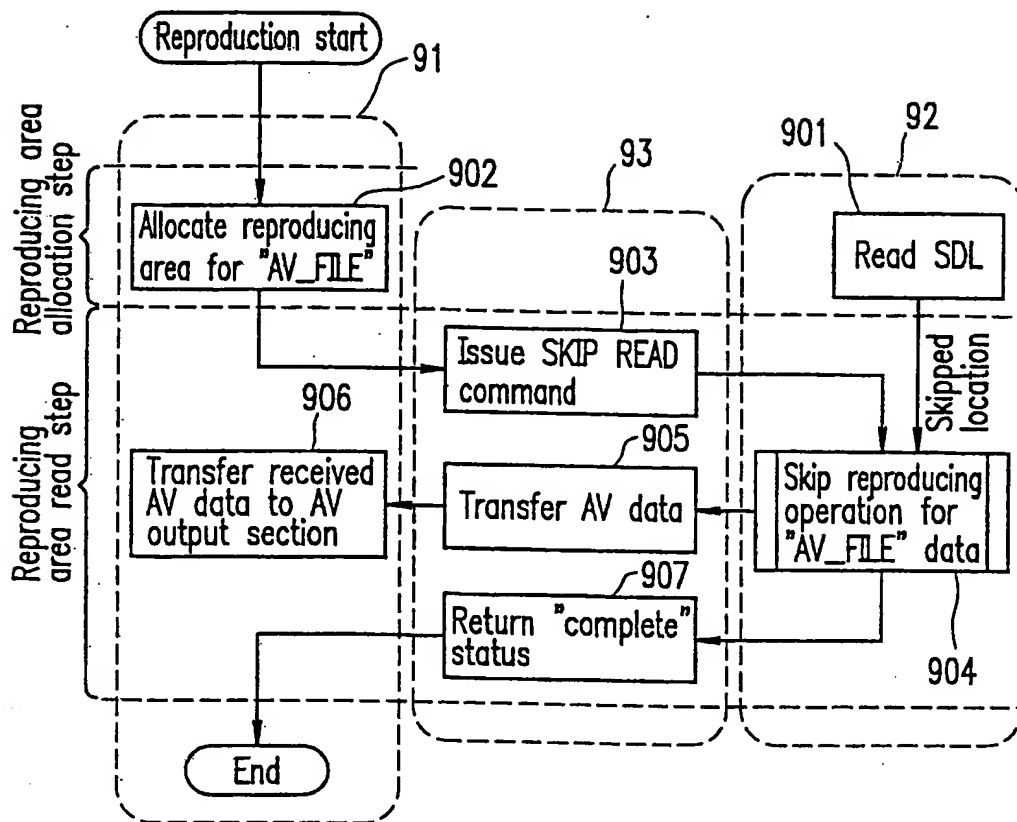 Reproduction start
91
92
901
93
902
Reproducing area
allocation step
Allocate reproducing
area for "AV_FILE"
903
Read SDL
Issue SKIP READ
command
Skipped
location
906
905
Reproducing
area read step
Transfer received
AV data to AV
output section
Transfer AV data
Skip reproducing
operation for
"AV_FILE" data
907
Return "complete"
status
904
End